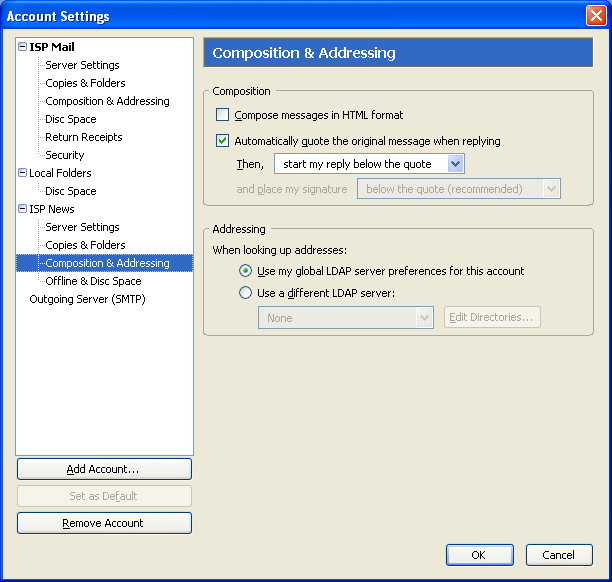 Account Settings
ISP Mail
Server Settings
Copies & Folders
Composition & Addressing
Disc Space
Return Receipts
Security
Local Folders
Disc Space
ISP News
Server Settings
Copies & Folders
Composition & Addressing
Offline & Disc Space
Outgoing Server (SMTP)
Add Account...
Set as Default
Remove Account
Composition & Addressing
Composition
Compose messages in HTML format
Automatically quote the original message when replying
Then, start my reply below the quote
and place my signature below the quote (recommended)
Addressing
When looking up addresses:
Use my global LDAP server preferences for this account
Use a different LDAP server:
None Edit Directories...
OK Cancel